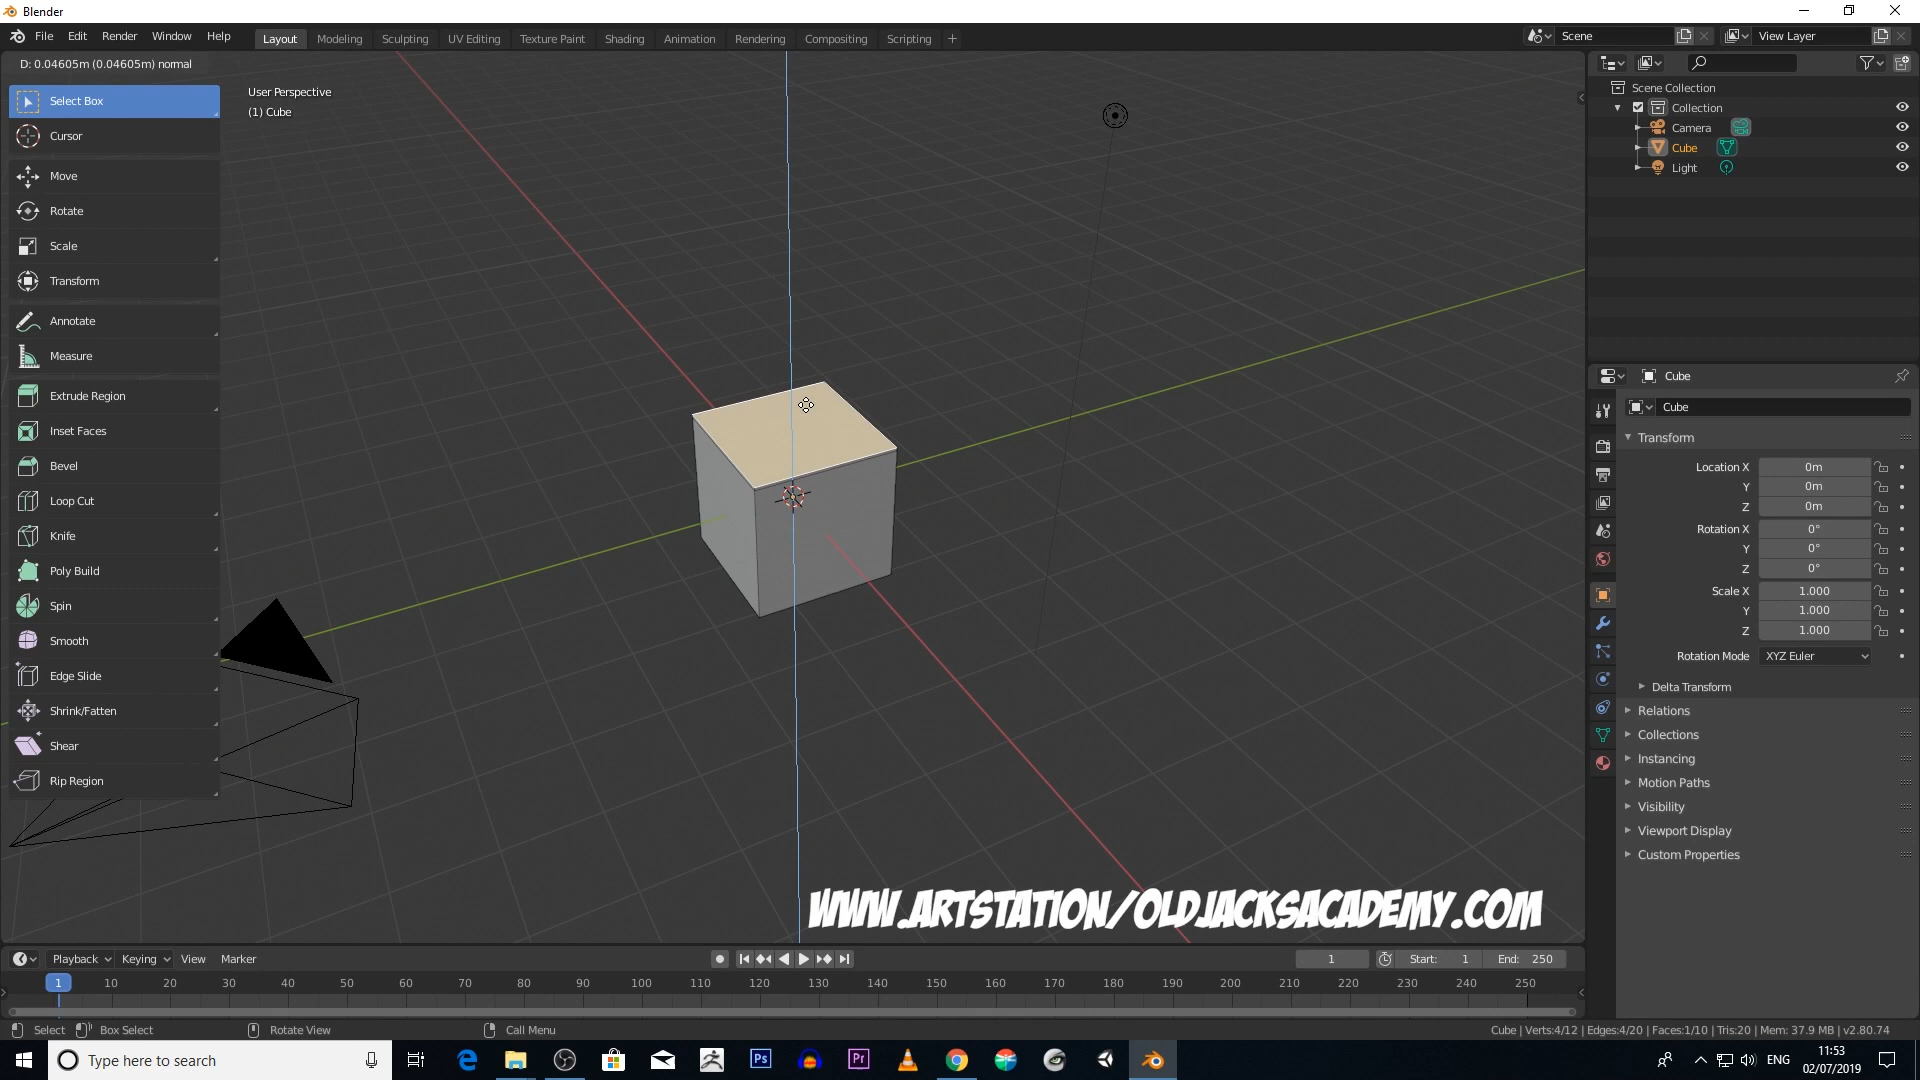 Blender
File Edit Render Window Help
Layout Modeling Sculpting UV Editing Texture Paint Shading Animation Rendering Compositing Scripting
Scene
View Layer
D: 0.04605m (0.04605m) normal
User Perspective
(1) Cube
Select Box
Cursor
Move
Rotate
Scale
Transform
Annotate
Measure
Extrude Region
Inset Faces
Bevel
Loop Cut
Knife
Poly Build
Spin
Smooth
Edge Slide
Shrink/Fatten
Shear
Rip Region
Scene Collection
Collection
Camera
Cube
Light
Cube
Cube
Transform
Location X 0m
Y 0m
Z 0m
Rotation X 0°
Y 0°
Z 0°
Scale X 1.000
Y 1.000
Z 1.000
Rotation Mode XYZ Euler
Delta Transform
Relations
Collections
Instancing
Motion Paths
Visibility
Viewport Display
Custom Properties
WWW.ARTSTATION/OLDJACKSACADEMY.COM
Playback Keying View Marker
1 Start: 1 End: 250
1 10 20 30 40 50 60 70 80 90 100 110 120 130 140 150 160 170 180 190 200 210 220 230 240 250
Select Box Select Rotate View Call Menu
Cube | Verts:4/12 | Edges:4/20 | Faces:1/10 | Tris:20 | Mem: 37.9 MB | v2.80.74
Type here to search
Ps
Pr
ENG
11:53
02/07/2019